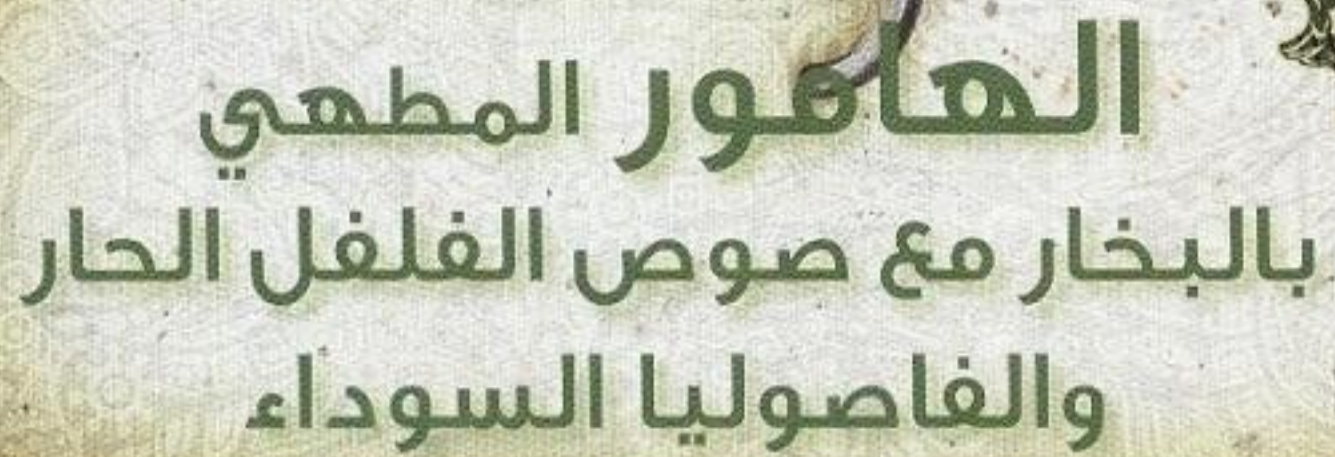 الهامور المطهي
بالبخار مع صوص الفلفل الحار
والفاصوليا السوداء